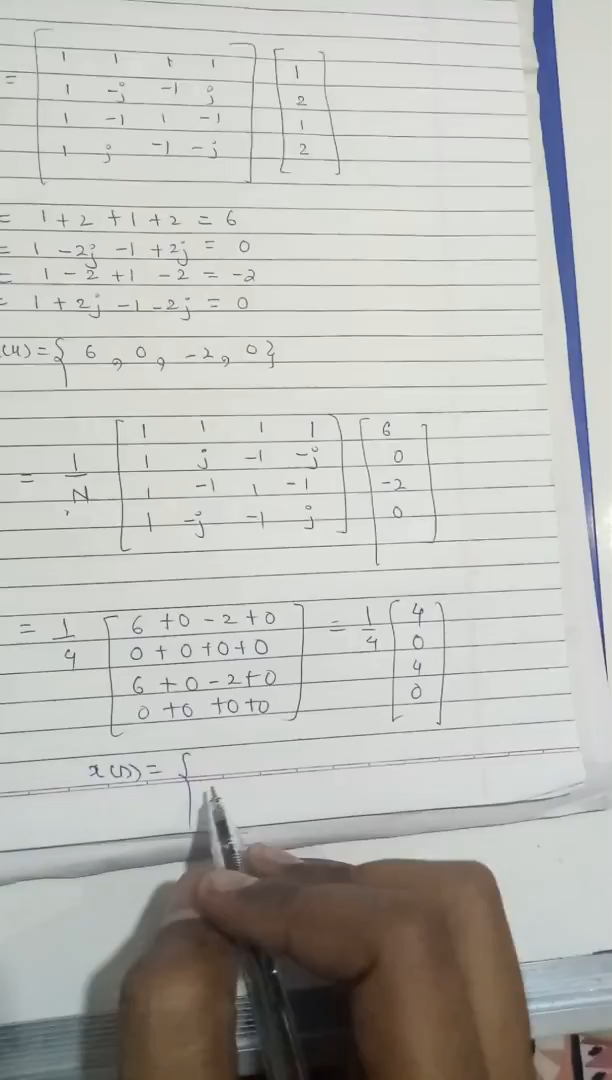 = [ 1 1 1 1 ] [ 1 ]
[ 1 -j -1 j ] [ 2 ]
[ 1 -1 1 -1 ] [ 1 ]
[ 1 j -1 -j ] [ 2 ]
= 1 + 2 + 1 + 2 = 6
= 1 - 2j - 1 + 2j = 0
= 1 - 2 + 1 - 2 = -2
= 1 + 2j - 1 - 2j = 0
(4) = { 6 , 0 , -2 , 0 }
= 1/N [ 1 1 1 1 ] [ 6 ]
[ 1 j -1 -j ] [ 0 ]
[ 1 -1 1 -1 ] [ -2 ]
[ 1 -j -1 j ] [ 0 ]
= 1/4 [ 6 + 0 - 2 + 0 ] = 1/4 [ 4 ]
[ 0 + 0 + 0 + 0 ] [ 0 ]
[ 6 + 0 - 2 + 0 ] [ 4 ]
[ 0 + 0 + 0 + 0 ] [ 0 ]
x(n) = {